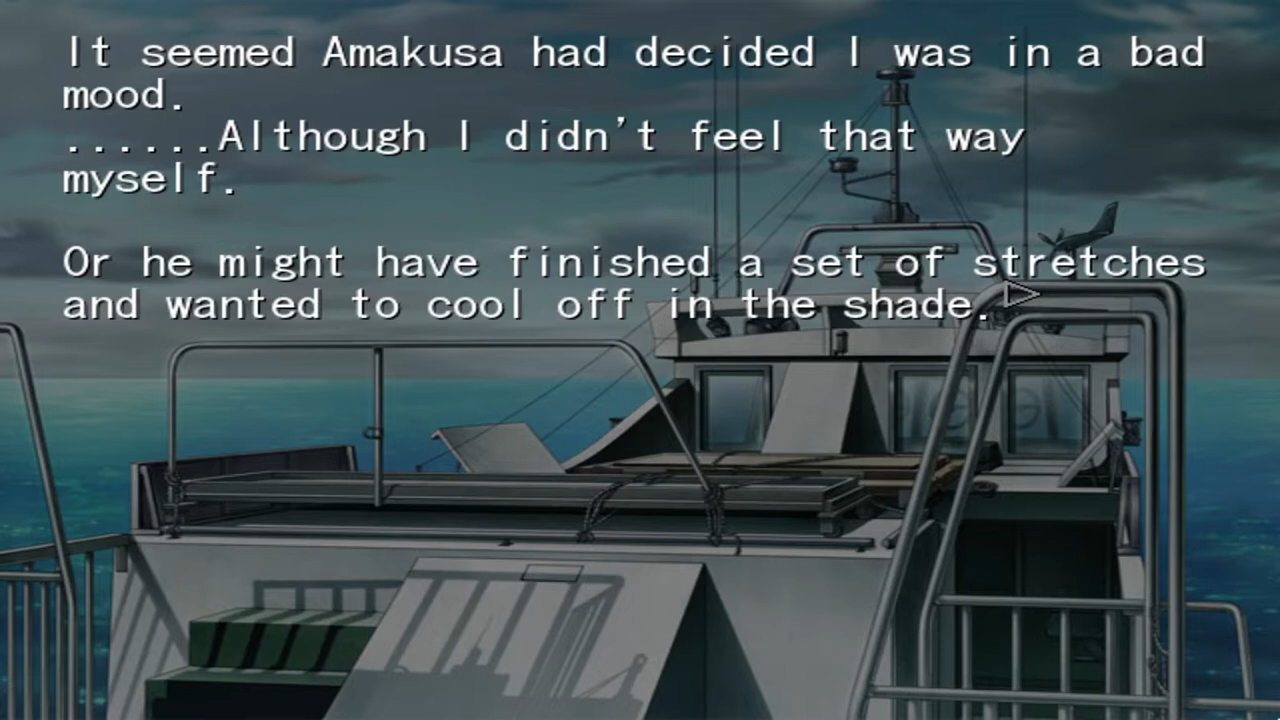 It seemed Amakusa had decided I was in a bad
mood.
......Although I didn't feel that way
myself.
Or he might have finished a set of stretches
and wanted to cool off in the shade.